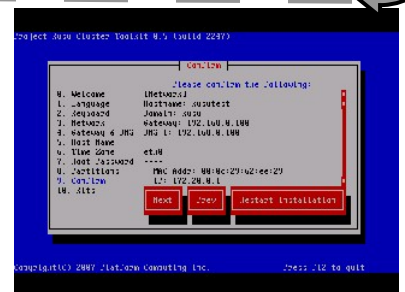 Project Kusu Cluster Toolkit 0.5 (build 2247)
Confirm
Please confirm the following:
0. Welcome
[Network]
1. Language
Hostname: kusutest
2. Keyboard
Domain: kusu
3. Network
Gateway: 192.160.0.100
4. Gateway & DNS
DNS 1: 192.160.0.100
5. Host Name
6. Time Zone
eth0
7. Root Password
----
8. Partitions
MAC Addr: 00:0c:29:62:ee:29
9. Confirm
IP: 172.20.0.1
10. Kits
Next
Prev
Restart Installation
Copyright(C) 2007 Platform Computing Inc.
Press F12 to quit